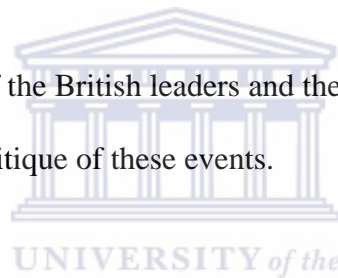 f the British leaders and the
itique of these events.
UNIVERSITY of the